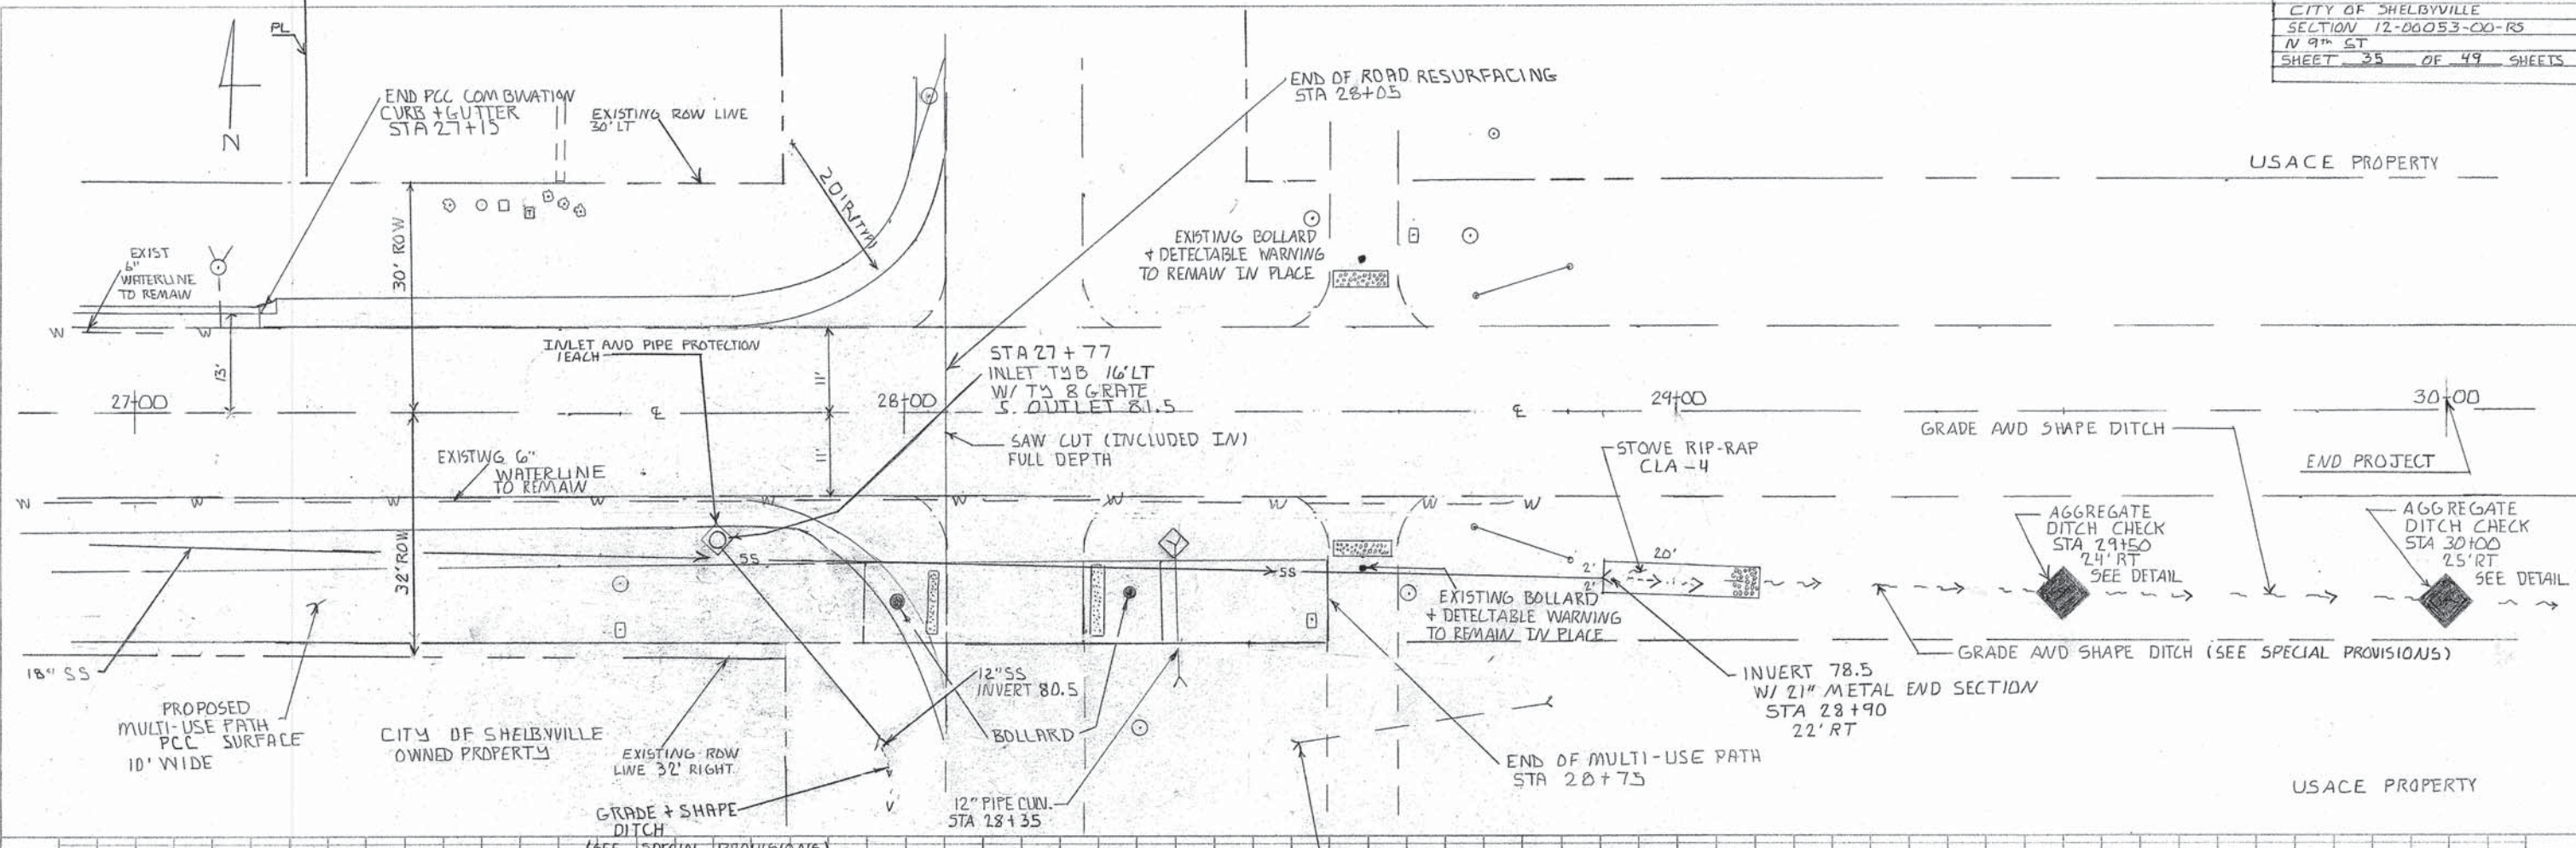 CITY OF SHELBYVILLE
SECTION 12-00053-00-RS
N 9th ST
SHEET 35 OF 49 SHEETS
PL
N
END PCC COMBINATION
CURB + GUTTER
STA 27+15
EXISTING ROW LINE
30' LT
END OF ROAD RESURFACING
STA 28+05
USACE PROPERTY
30' ROW
EXIST
6"
WATERLINE
TO REMAIN
EXISTING BOLLARD
+ DETECTABLE WARNING
TO REMAIN IN PLACE
W
W
13'
INLET AND PIPE PROTECTION
1 EACH
11'
STA 27 + 77
INLET TY B 16' LT
W/ TY 8 GRATE
S. OUTLET 81.5
27+00
℄
28+00
℄
29+00
30+00
SAW CUT (INCLUDED IN)
FULL DEPTH
11'
EXISTING 6"
WATERLINE
TO REMAIN
STONE RIP-RAP
CLA-4
GRADE AND SHAPE DITCH
END PROJECT
W
W
W
W
W
W
W
W
W
W
AGGREGATE
DITCH CHECK
STA 29+50
24' RT
SEE DETAIL
AGGREGATE
DITCH CHECK
STA 30+00
25' RT
SEE DETAIL
32' ROW
SS
SS
20'
2'
2'
EXISTING BOLLARD
+ DETECTABLE WARNING
TO REMAIN IN PLACE
18" SS
PROPOSED
MULTI-USE PATH
PCC SURFACE
10' WIDE
CITY OF SHELBYVILLE
OWNED PROPERTY
EXISTING ROW
LINE 32' RIGHT
12" SS
INVERT 80.5
BOLLARD
GRADE AND SHAPE DITCH (SEE SPECIAL PROVISIONS)
INVERT 78.5
W/ 21" METAL END SECTION
STA 28+90
22' RT
END OF MULTI-USE PATH
STA 28+75
USACE PROPERTY
GRADE + SHAPE
DITCH
(SEE SPECIAL PROVISIONS)
12" PIPE CUL.
STA 28+35